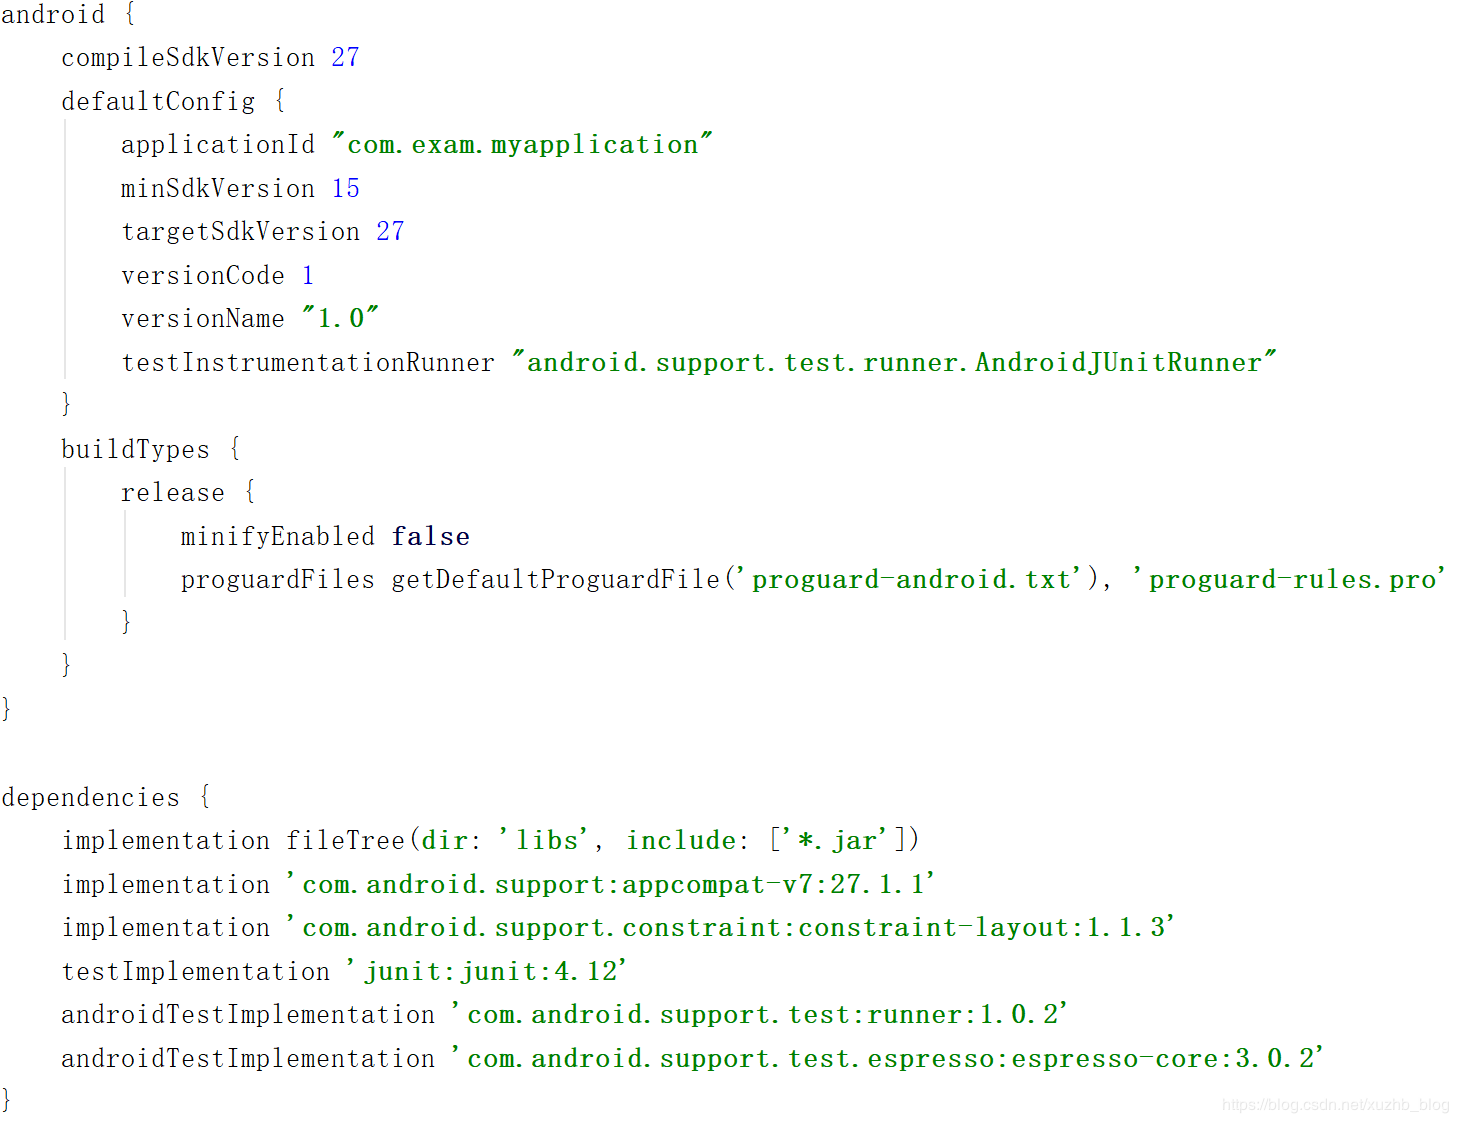 android {
    compileSdkVersion 27
    defaultConfig {
        applicationId "com.exam.myapplication"
        minSdkVersion 15
        targetSdkVersion 27
        versionCode 1
        versionName "1.0"
        testInstrumentationRunner "android.support.test.runner.AndroidJUnitRunner"
    }
    buildTypes {
        release {
            minifyEnabled false
            proguardFiles getDefaultProguardFile('proguard-android.txt'), 'proguard-rules.pro'
        }
    }
}

dependencies {
    implementation fileTree(dir: 'libs', include: ['*.jar'])
    implementation 'com.android.support:appcompat-v7:27.1.1'
    implementation 'com.android.support.constraint:constraint-layout:1.1.3'
    testImplementation 'junit:junit:4.12'
    androidTestImplementation 'com.android.support.test:runner:1.0.2'
    androidTestImplementation 'com.android.support.test.espresso:espresso-core:3.0.2'
}
https://blog.csdn.net/xuzhb_blog